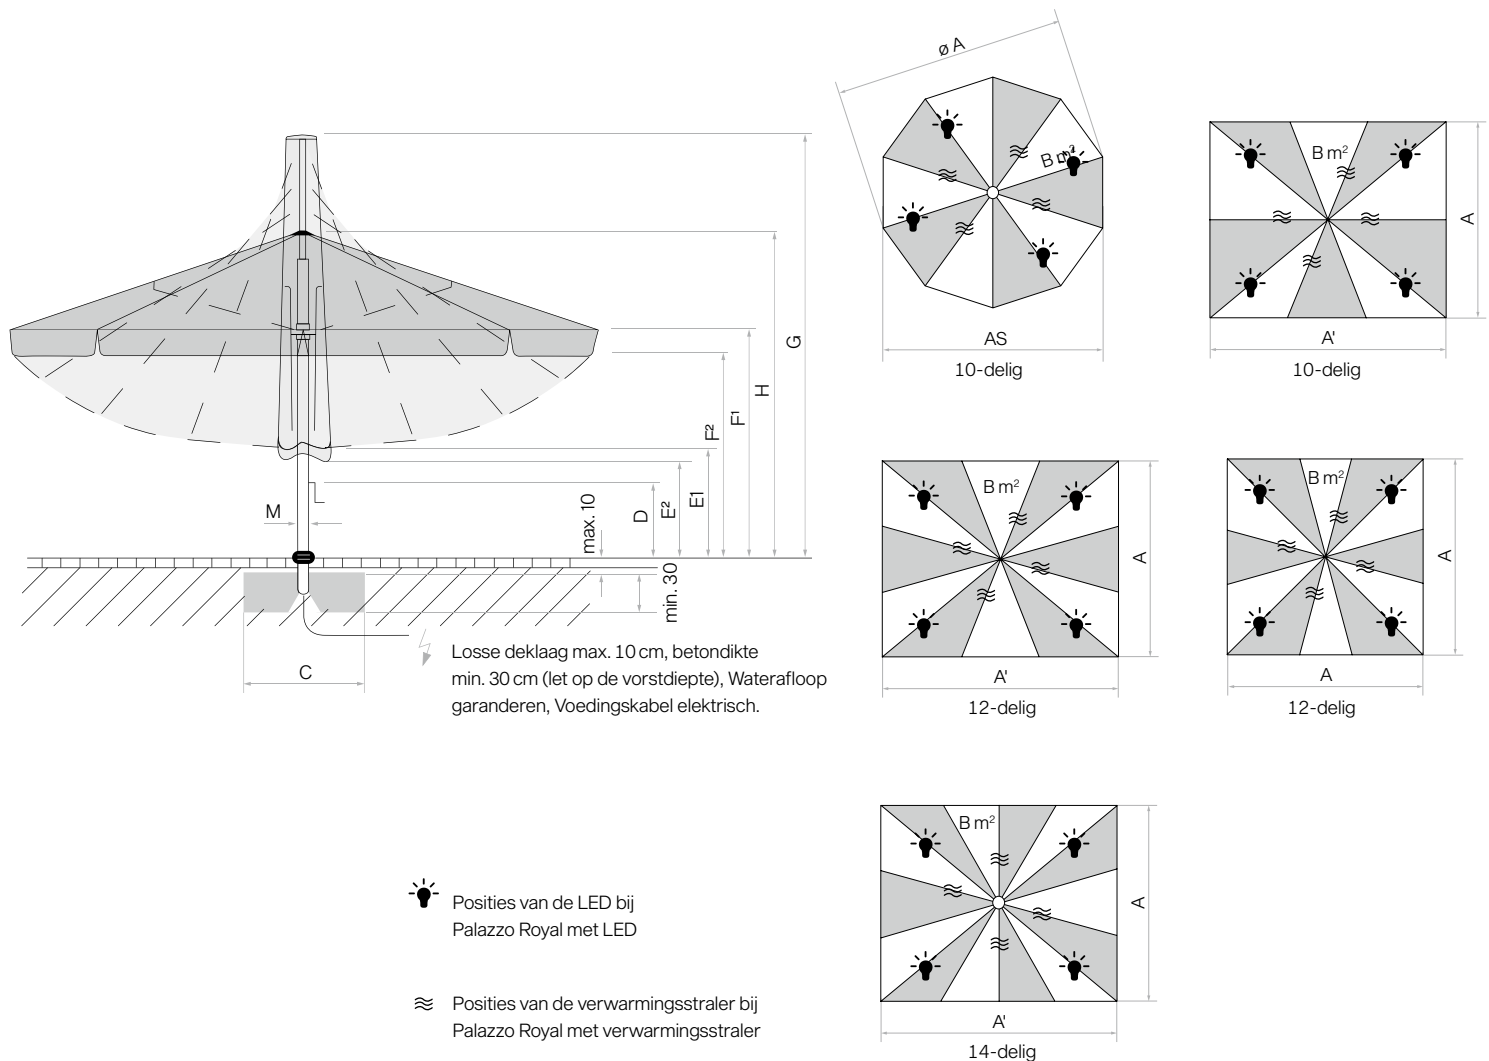 G
H
F¹
F²
E1
E²
D
max. 10
min. 30
M
C
Losse deklaag max. 10 cm, betondikte
min. 30 cm (let op de vorstdiepte), Waterafloop
garanderen, Voedingskabel elektrisch.
ø A
B m²
AS
10-delig
B m²
A
A'
10-delig
B m²
A
A'
12-delig
B m²
A
A
12-delig
B m²
A
A'
14-delig
Posities van de LED bij
Palazzo Royal met LED
Posities van de verwarmingsstraler bij
Palazzo Royal met verwarmingsstraler